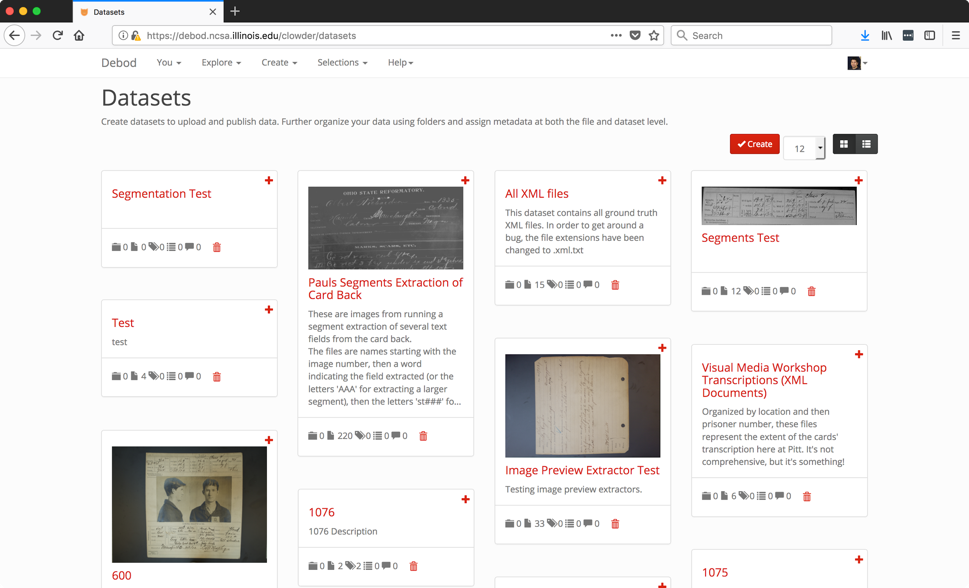 Datasets
https://debod.ncsa.illinois.edu/clowder/datasets
Search
Debod
You
Explore
Create
Selections
Help
Datasets
Create datasets to upload and publish data. Further organize your data using folders and assign metadata at both the file and dataset level.
Create
12
Segmentation Test
0 0 0 0 0
Test
test
0 4 0 0 0
600
OHIO STATE REFORMATORY,
Pauls Segments Extraction of
Card Back
These are images from running a
segment extraction of several text
fields from the card back.
The files are names starting with the
image number, then a word
indicating the field extracted (or the
letters 'AAA' for extracting a larger
segment), then the letters 'st###' fo...
0 220 0 0 0
1076
1076 Description
0 2 2 0 0
All XML files
This dataset contains all ground truth
XML files. In order to get around a
bug, the file extensions have been
changed to .xml.txt
0 15 0 0 0
Image Preview Extractor Test
Testing image preview extractors.
0 33 0 0 0
Segments Test
0 12 0 0 0
Visual Media Workshop
Transcriptions (XML
Documents)
Organized by location and then
prisoner number, these files
represent the extent of the cards'
transcription here at Pitt. It's not
comprehensive, but it's something!
0 6 0 0 0
1075